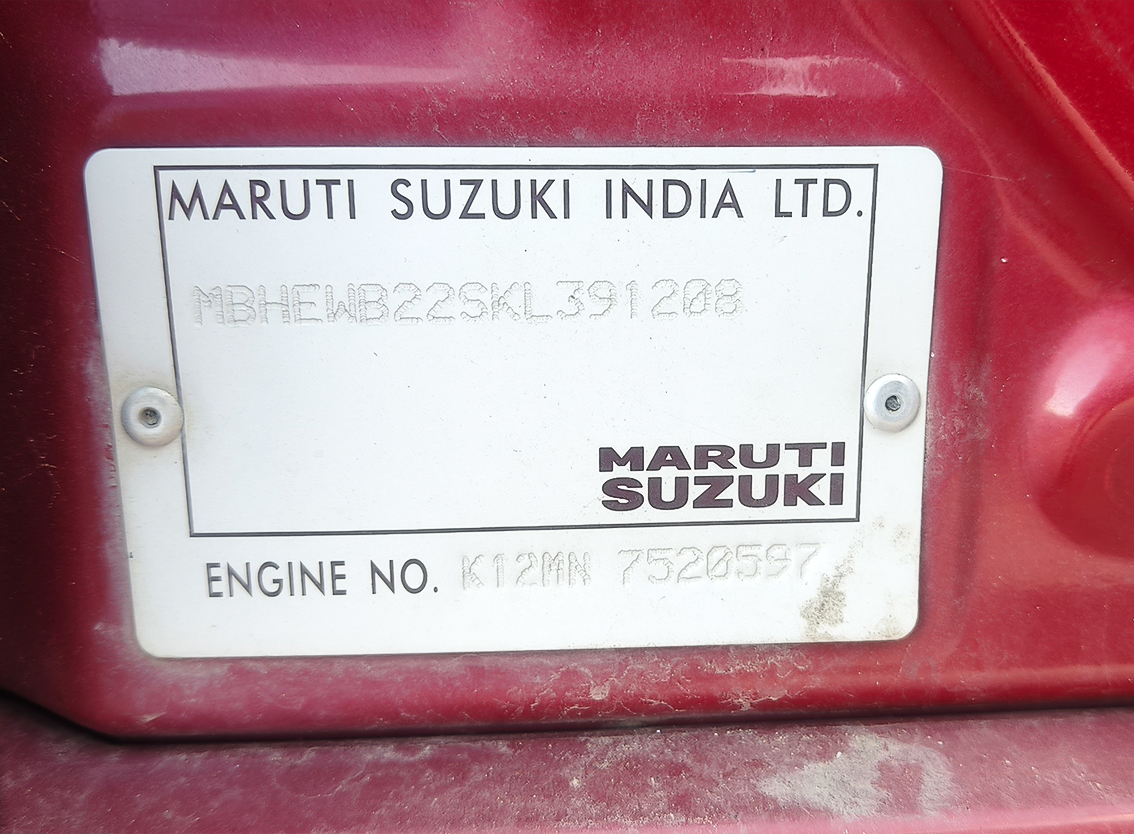 MARUTI SUZUKI INDIA LTD.
MBHEWB22SKL391208
MARUTI
SUZUKI
ENGINE NO. K12MN 7520597